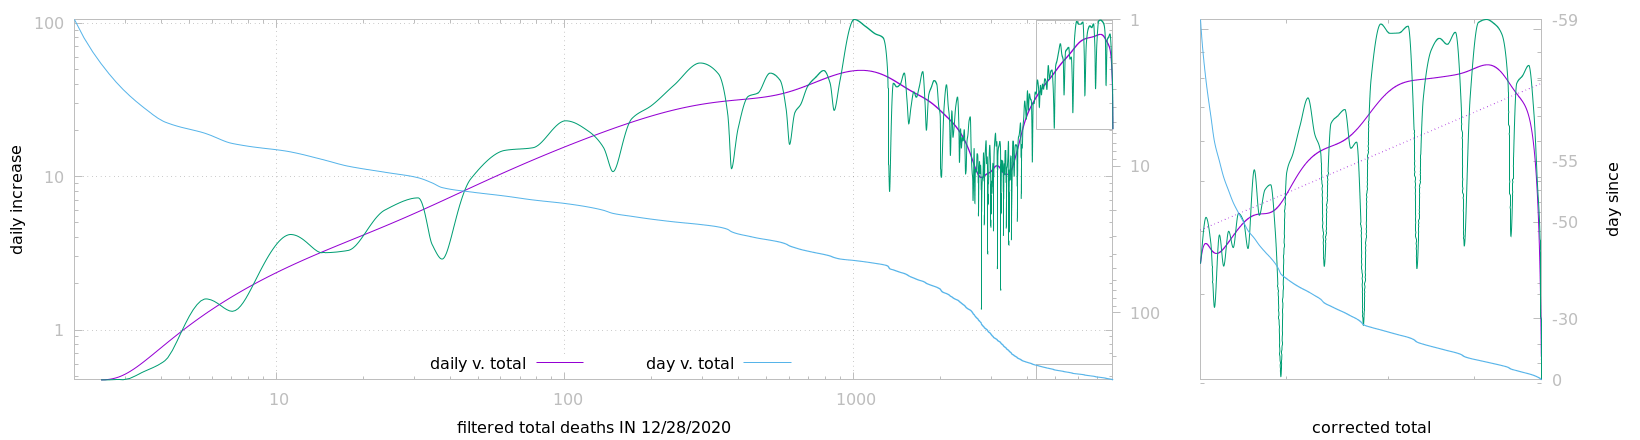 100
10
1
daily increase
10
100
1000
filtered total deaths IN 12/28/2020
daily v. total
day v. total
1
10
100
-59
-55
-50
-30
0
day since
corrected total